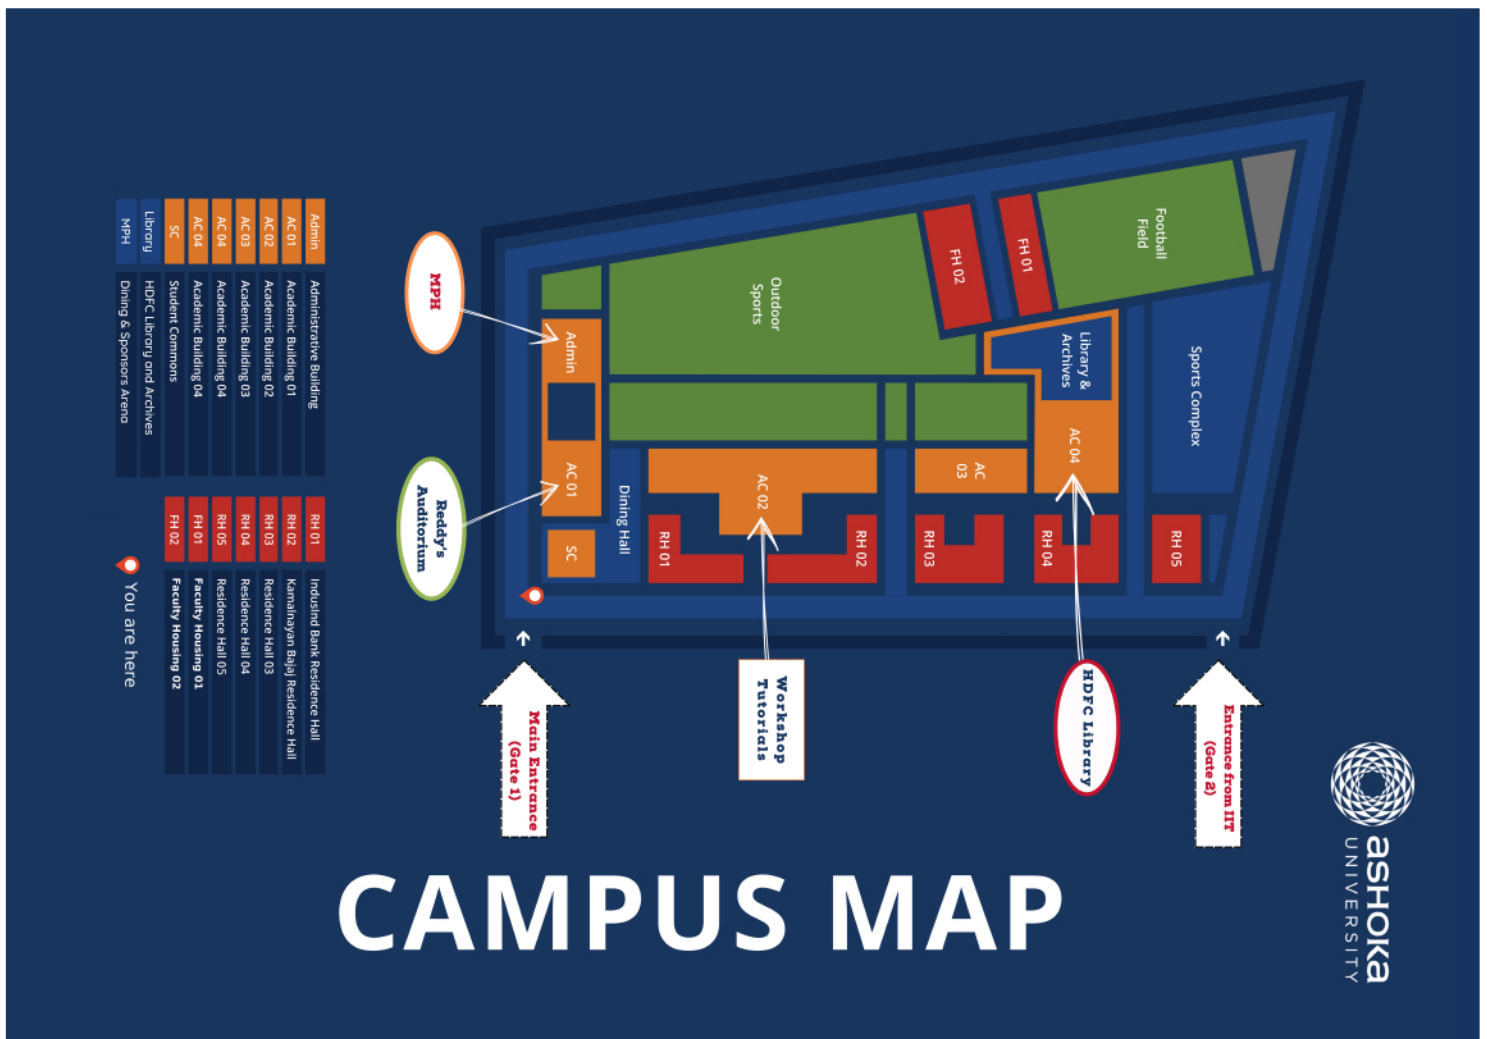 Football
Field
FH 01
FH 02
Outdoor
Sports
Library &
Archives
Sports Complex
Admin
AC 01
SC
Dining Hall
AC 02
AC
03
AC 04
RH 01
RH 02
RH 03
RH 04
RH 05
MPH
Reddy's
Auditorium
Workshop
Tutorials
HDFC Library
Main Entrance
(Gate 1)
Entrance from IIT
(Gate 2)
Admin Administrative Building
AC 01 Academic Building 01
AC 02 Academic Building 02
AC 03 Academic Building 03
AC 04 Academic Building 04
AC 04 Academic Building 04
SC Student Commons
Library HDFC Library and Archives
MPH Dining & Sponsors Arena
RH 01 IndusInd Bank Residence Hall
RH 02 Kamalnayan Bajaj Residence Hall
RH 03 Residence Hall 03
RH 04 Residence Hall 04
RH 05 Residence Hall 05
FH 01 Faculty Housing 01
FH 02 Faculty Housing 02
You are here
CAMPUS MAP
ASHOKA
UNIVERSITY